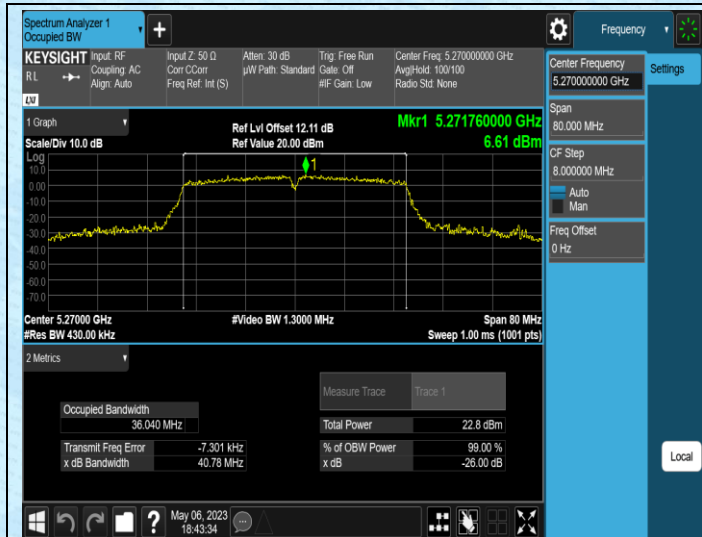 Spectrum Analyzer 1
Occupied BW
+
Frequency
KEYSIGHT
R L
LXI
Input: RF
Coupling: AC
Align: Auto
Input Z: 50 Ω
Corr CCorr
Freq Ref: Int (S)
Atten: 30 dB
µW Path: Standard
Trig: Free Run
Gate: Off
#IF Gain: Low
Center Freq: 5.270000000 GHz
Avg|Hold: 100/100
Radio Std: None
Center Frequency
5.270000000 GHz
Settings
Span
80.000 MHz
CF Step
8.000000 MHz
Auto
Man
Freq Offset
0 Hz
1 Graph
Scale/Div 10.0 dB
Ref Lvl Offset 12.11 dB
Ref Value 20.00 dBm
Mkr1 5.271760000 GHz
6.61 dBm
Log
10.0
0.00
-10.0
-20.0
-30.0
-40.0
-50.0
-60.0
-70.0
1
Center 5.27000 GHz
#Res BW 430.00 kHz
#Video BW 1.3000 MHz
Span 80 MHz
Sweep 1.00 ms (1001 pts)
2 Metrics
Measure Trace
Trace 1
Occupied Bandwidth
36.040 MHz
Total Power 22.8 dBm
Transmit Freq Error -7.301 kHz
% of OBW Power 99.00 %
x dB Bandwidth 40.78 MHz
x dB -26.00 dB
Local
?
May 06, 2023
18:43:34